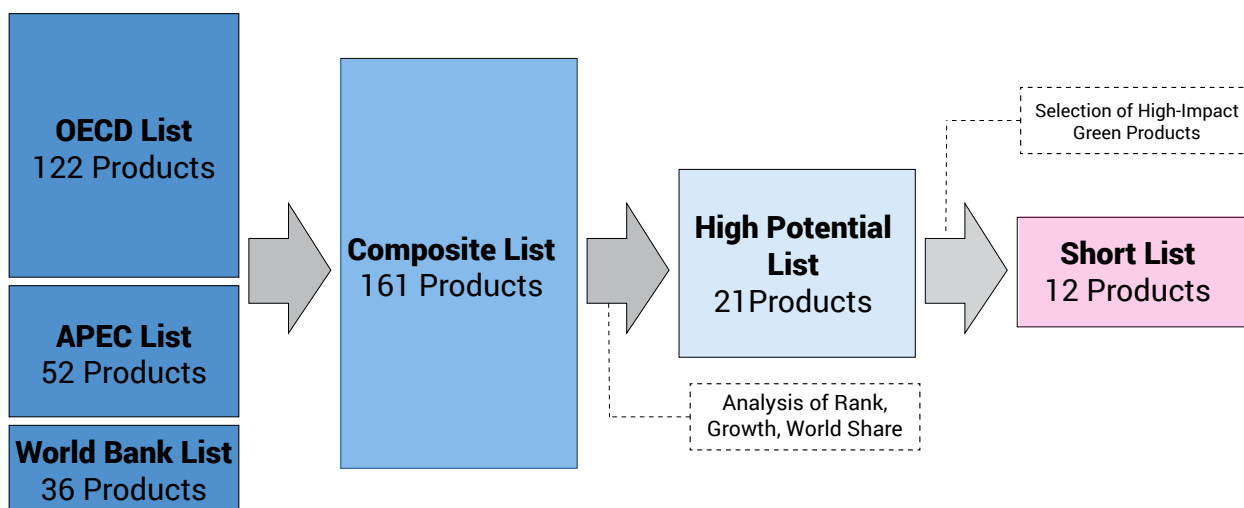 OECD List
122 Products
APEC List
52 Products
World Bank List
36 Products
Composite List
161 Products
Analysis of Rank,
Growth, World Share
High Potential
List
21Products
Selection of High-Impact
Green Products
Short List
12 Products